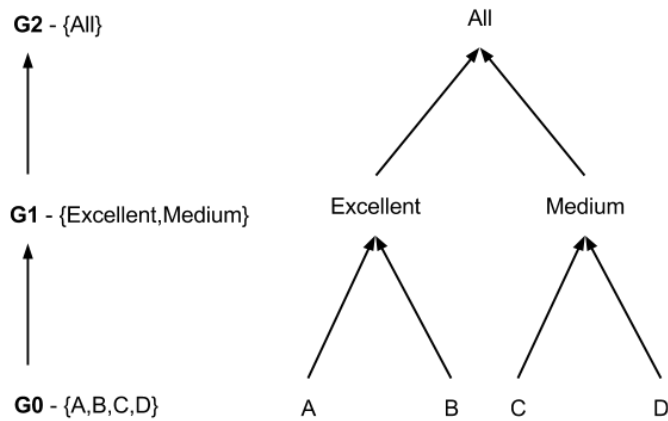 G2 - {All}
All
G1 - {Excellent,Medium}
Excellent
Medium
G0 - {A,B,C,D}
A
B
C
D